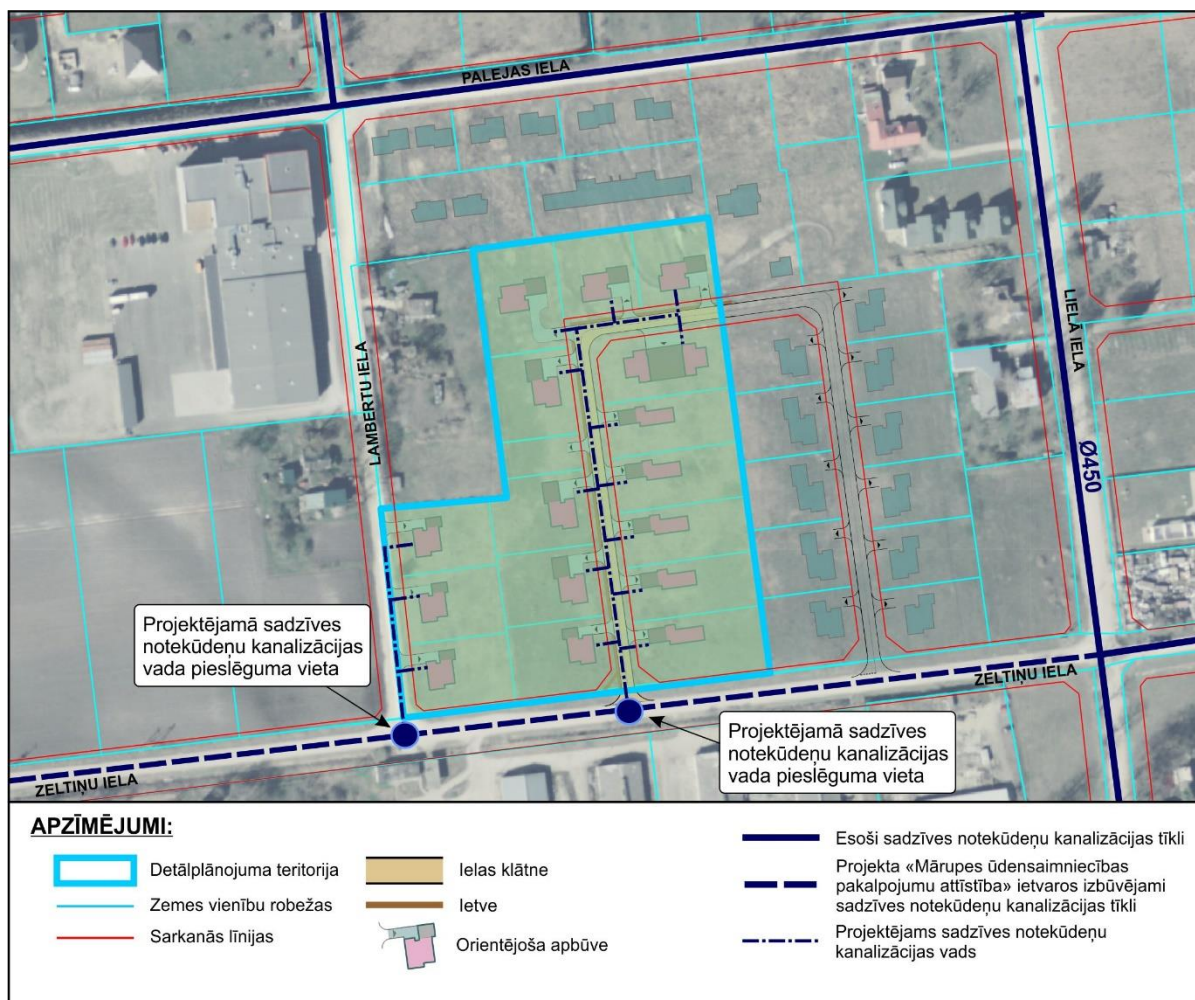 PALEJAS IELA
LAMBERTU IELA
LIELĀ IELA
Ø450
Projektējamā sadzīves
notekūdeņu kanalizācijas
vada pieslēguma vieta
ZELTIŅU IELA
Projektējamā sadzīves
notekūdeņu kanalizācijas
vada pieslēguma vieta
ZELTIŅU IELA
APZĪMĒJUMI:
Detālplānojuma teritorija
Zemes vienību robežas
Sarkanās līnijas
Ielas klātne
Ietve
Orientējoša apbūve
Esoši sadzīves notekūdeņu kanalizācijas tīkli
Projekta «Mārupes ūdensaimniecības
pakalpojumu attīstība» ietvaros izbūvējami
sadzīves notekūdeņu kanalizācijas tīkli
Projektējams sadzīves notekūdeņu
kanalizācijas vads